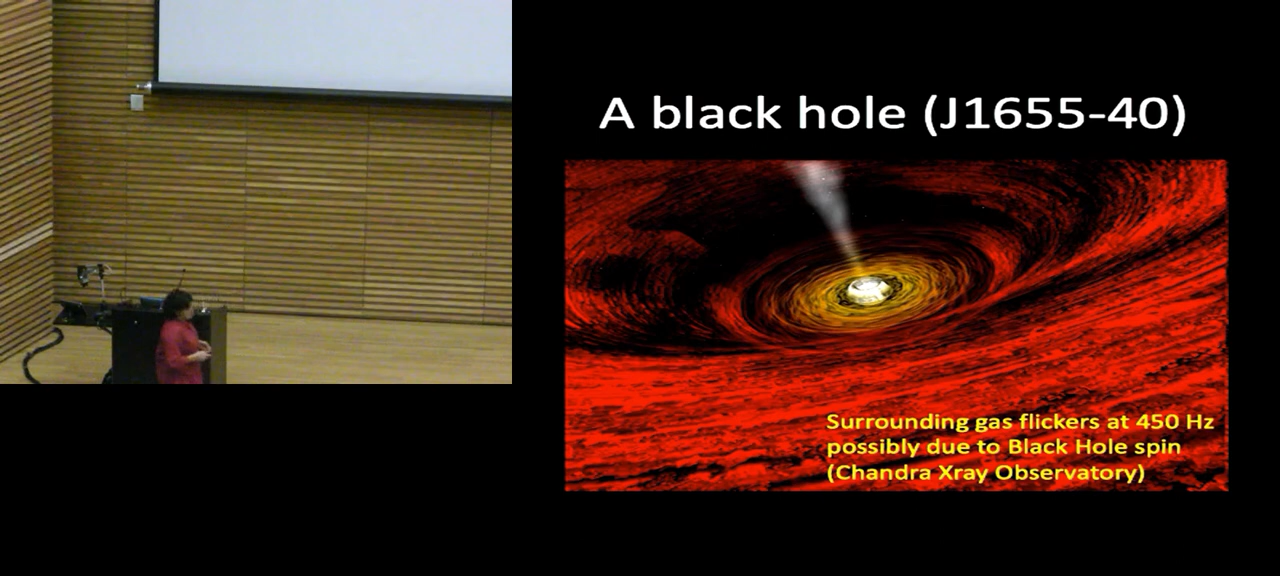 A black hole (J1655-40)
Surrounding gas flickers at 450 Hz
possibly due to Black Hole spin
(Chandra Xray Observatory)